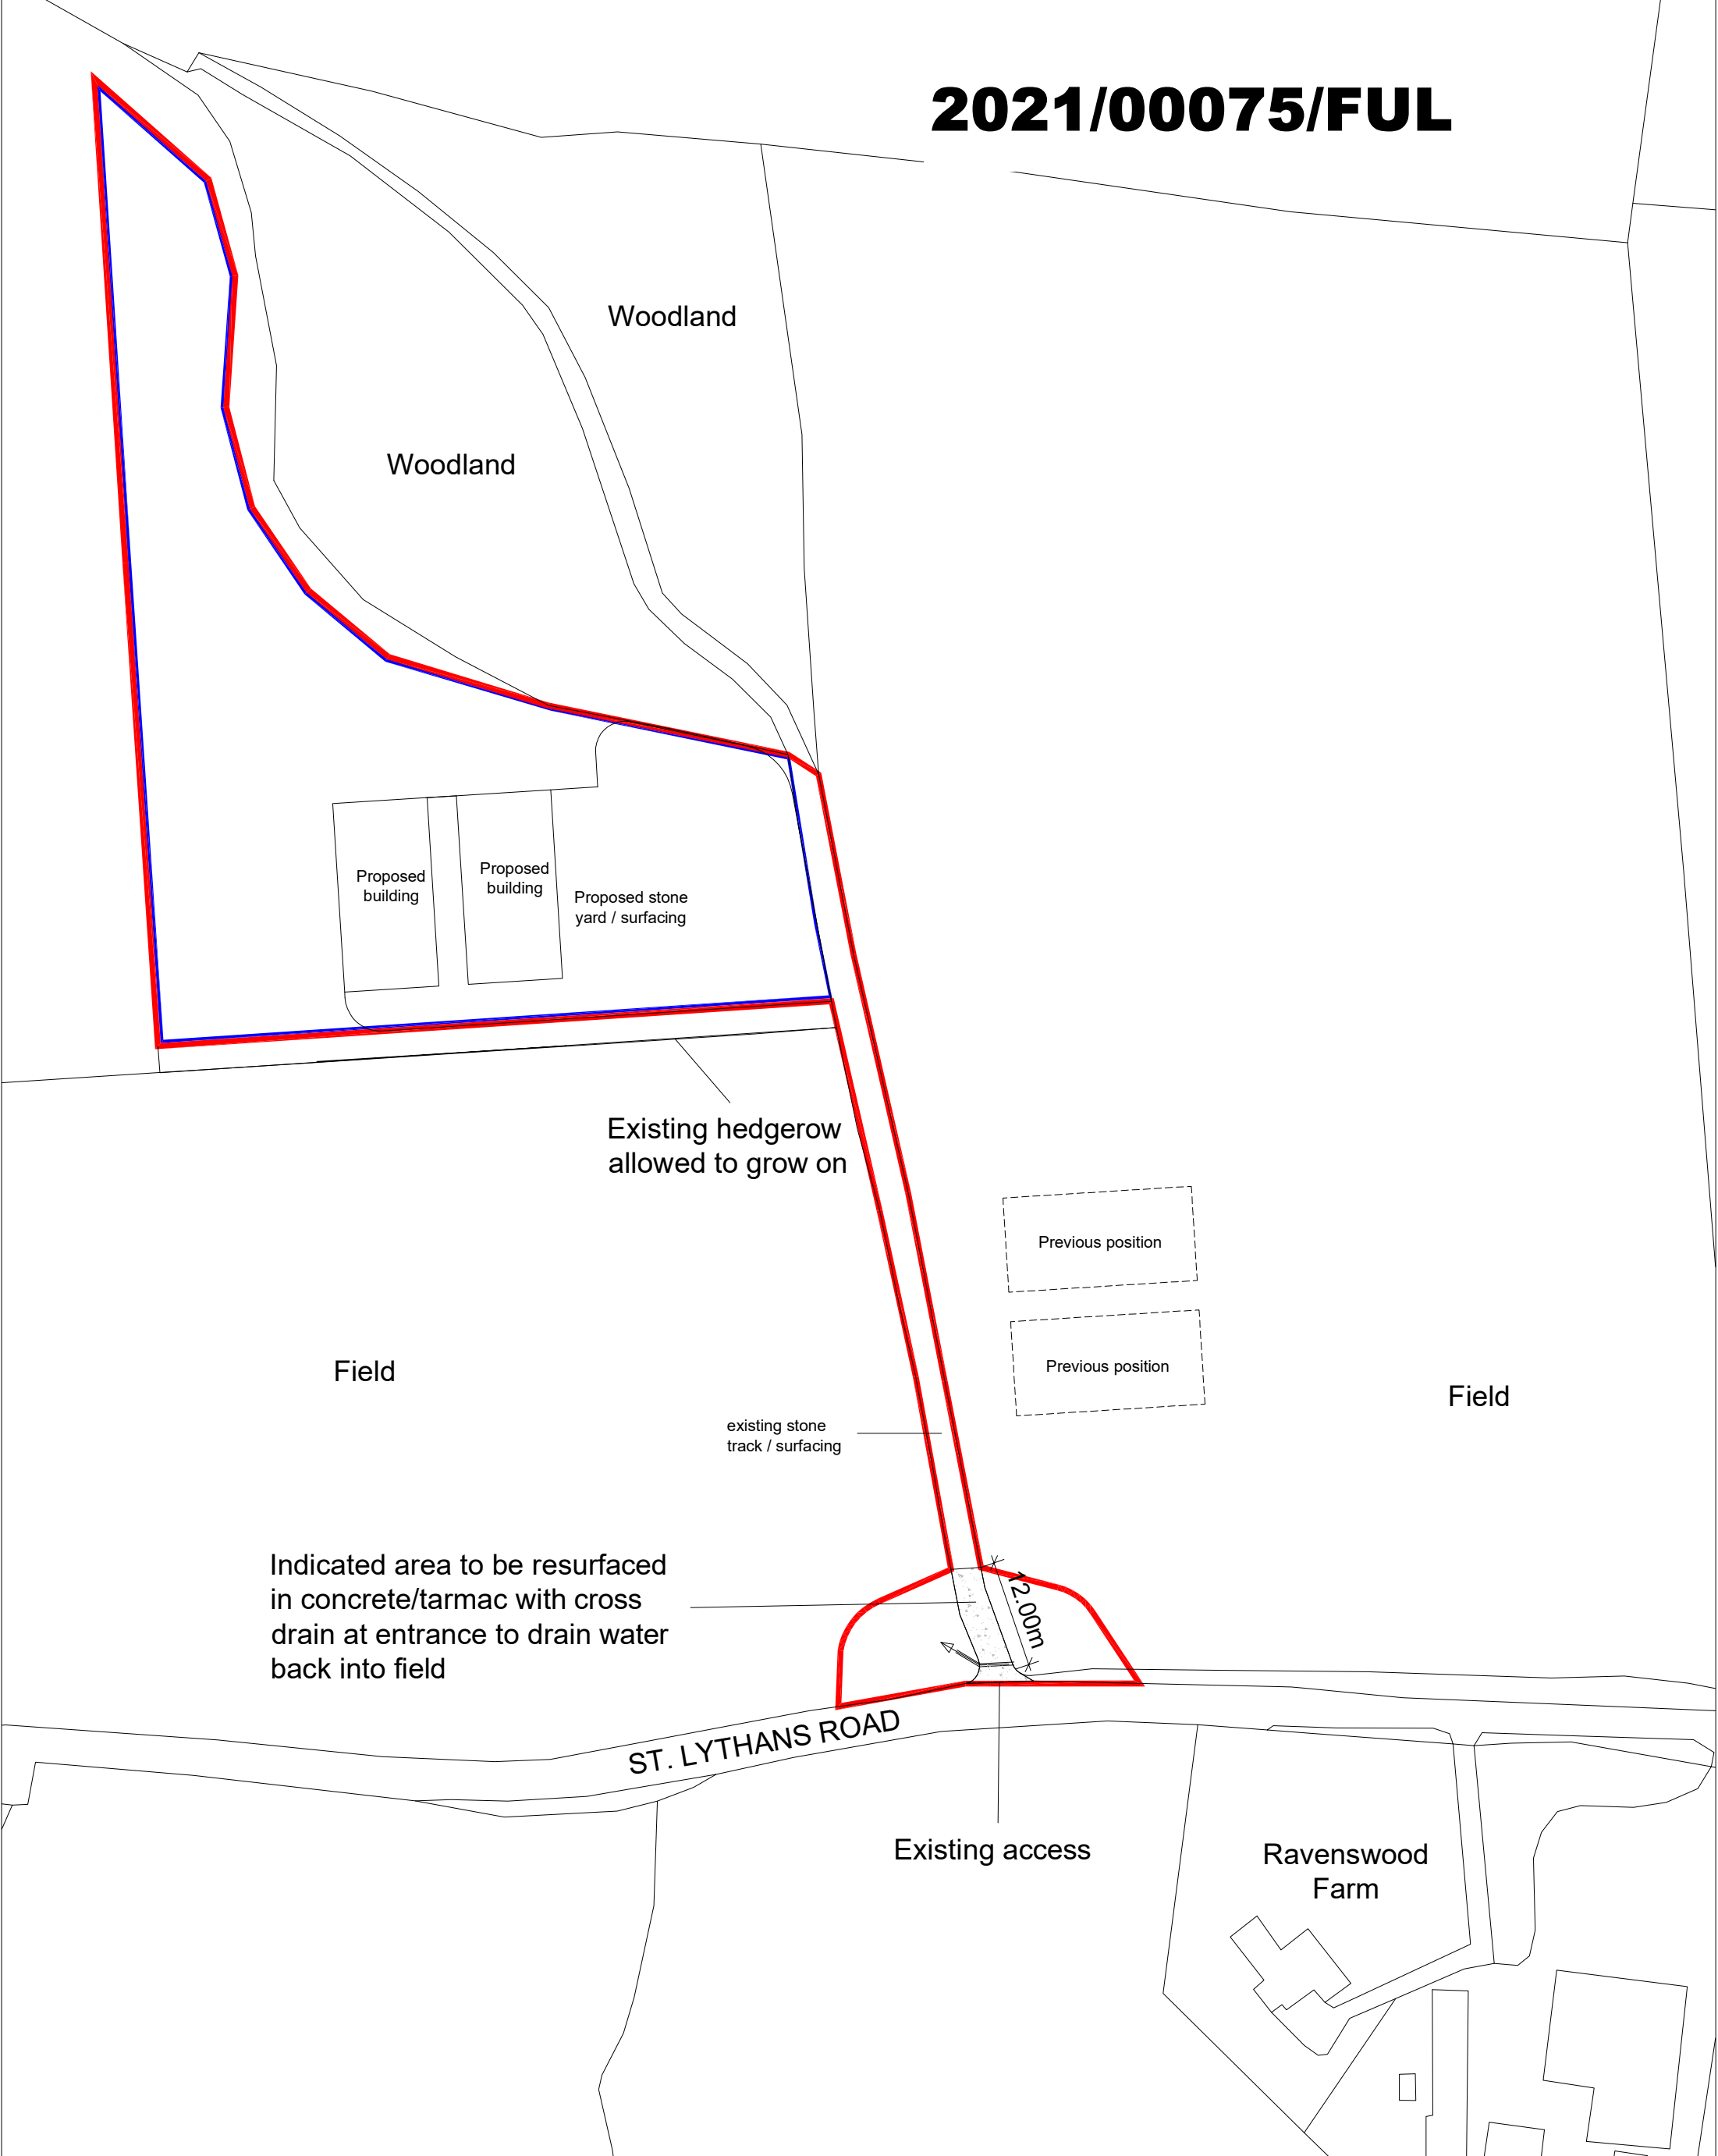 2021/00075/FUL
Woodland
Woodland
Proposed
building
Proposed
building
Proposed stone
yard / surfacing
Existing hedgerow
allowed to grow on
Previous position
Previous position
Field
Field
existing stone
track / surfacing
Indicated area to be resurfaced
in concrete/tarmac with cross
drain at entrance to drain water
back into field
12.00m
ST. LYTHANS ROAD
Existing access
Ravenswood
Farm